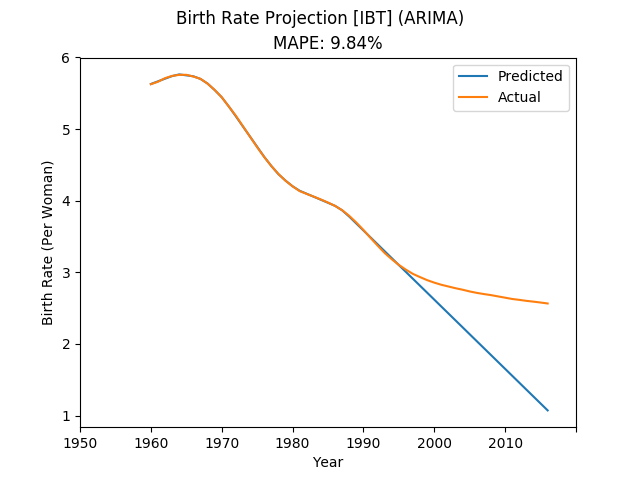 Birth Rate Projection [IBT] (ARIMA)
MAPE: 9.84%
Predicted
Actual
Birth Rate (Per Woman)
6
5
4
3
2
1
1950
1960
1970
1980
1990
2000
2010
Year